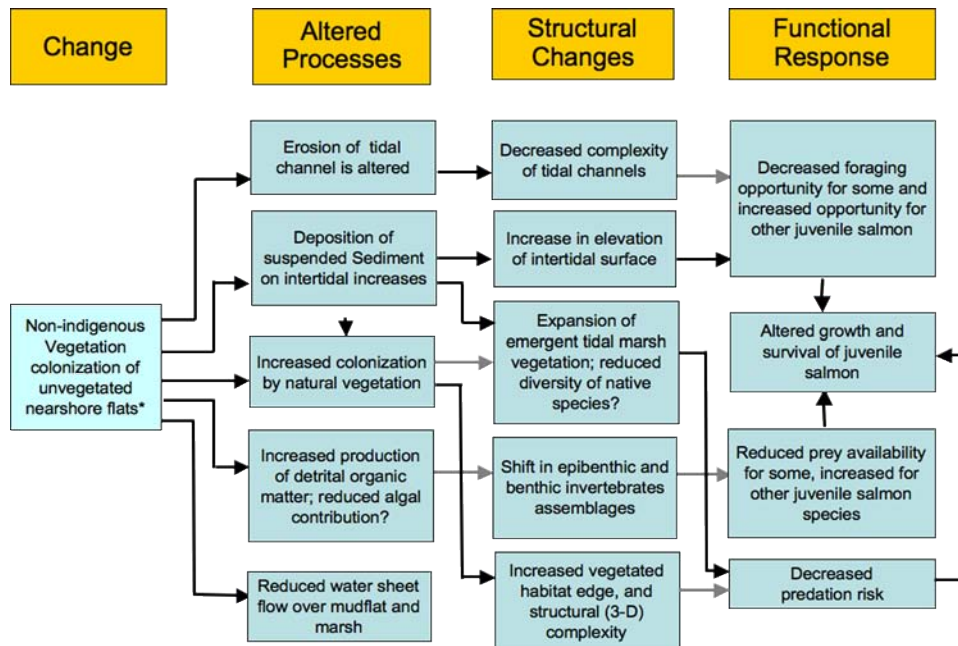 Change
Altered
Processes
Structural
Changes
Functional
Response
Erosion of tidal
channel is altered
Decreased complexity
of tidal channels
Decreased foraging
opportunity for some and
increased opportunity for
other juvenile salmon
Deposition of
suspended Sediment
on intertidal increases
Increase in elevation
of intertidal surface
Non-indigenous
Vegetation
colonization of
unvegetated
nearshore flats*
Increased colonization
by natural vegetation
Expansion of
emergent tidal marsh
vegetation; reduced
diversity of native
species?
Altered growth and
survival of juvenile
salmon
Increased production
of detrital organic
matter; reduced algal
contribution?
Shift in epibenthic and
benthic invertebrates
assemblages
Reduced prey availability
for some, increased for
other juvenile salmon
species
Reduced water sheet
flow over mudflat and
marsh
Increased vegetated
habitat edge, and
structural (3-D)
complexity
Decreased
predation risk